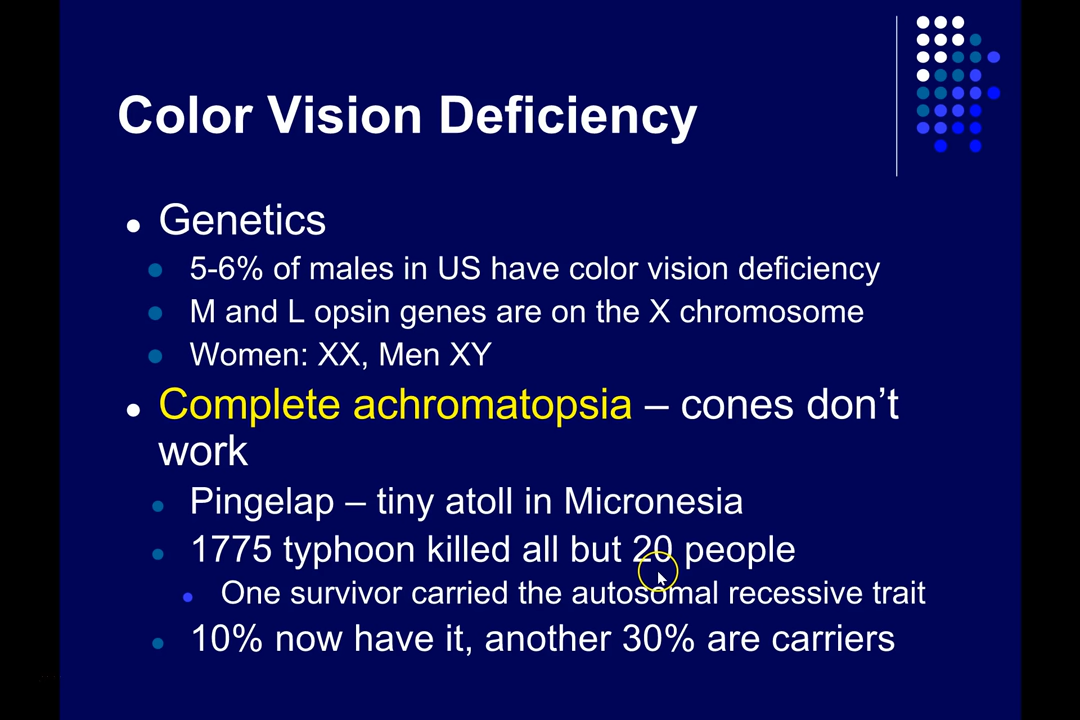 Color Vision Deficiency
Genetics
5-6% of males in US have color vision deficiency
M and L opsin genes are on the X chromosome
Women: XX, Men XY
Complete achromatopsia – cones don’t
work
Pingelap – tiny atoll in Micronesia
1775 typhoon killed all but 20 people
One survivor carried the autosomal recessive trait
10% now have it, another 30% are carriers